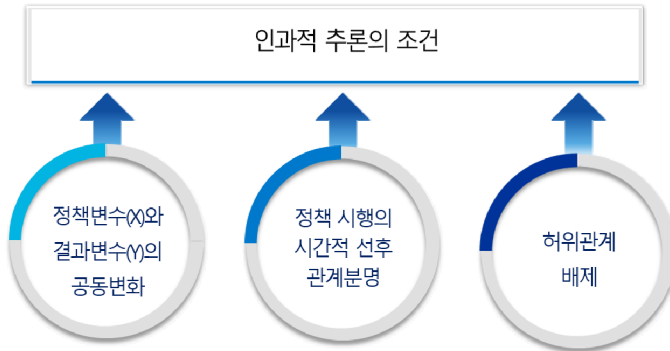 인과적 추론의 조건
정책변수(X)와
결과변수(Y)의
공동변화
정책 시행의
시간적 선후
관계분명
허위관계
배제